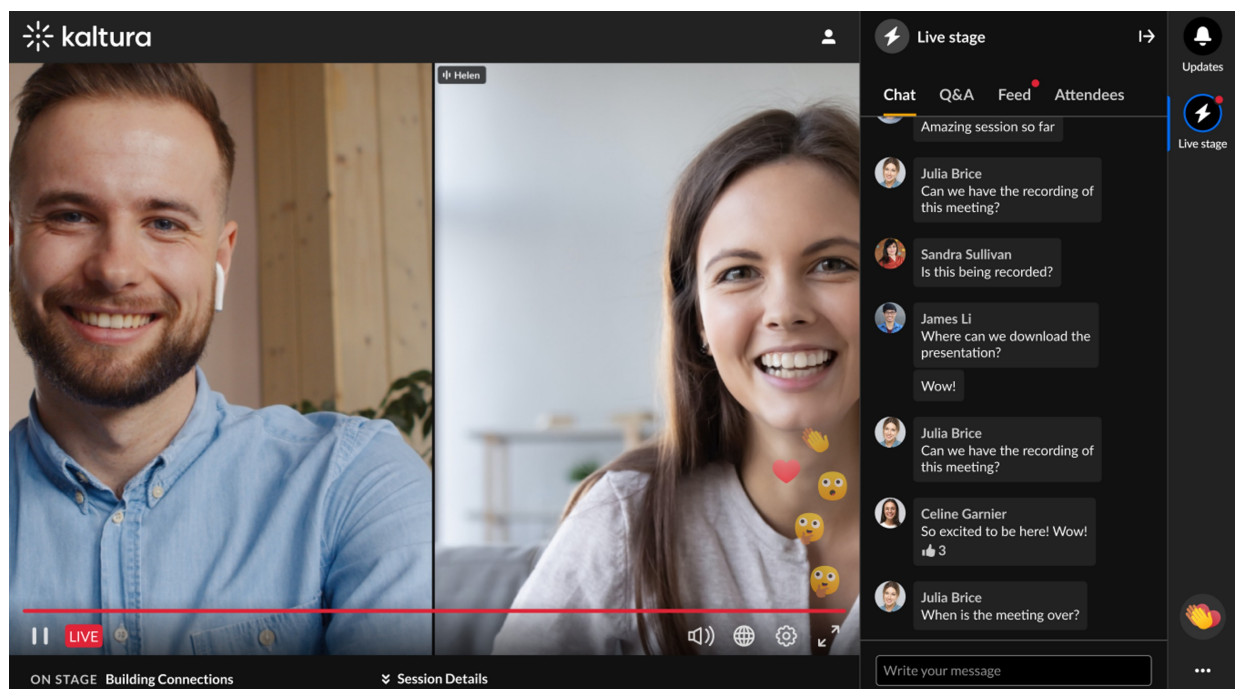 kaltura
Helen
LIVE
ON STAGE Building Connections
Session Details
Live stage
Chat Q&A Feed Attendees
Amazing session so far
Julia Brice
Can we have the recording of
this meeting?
Sandra Sullivan
Is this being recorded?
James Li
Where can we download the
presentation?
Wow!
Julia Brice
Can we have the recording of
this meeting?
Celine Garnier
So excited to be here! Wow!
3
Julia Brice
When is the meeting over?
Write your message
Updates
Live stage